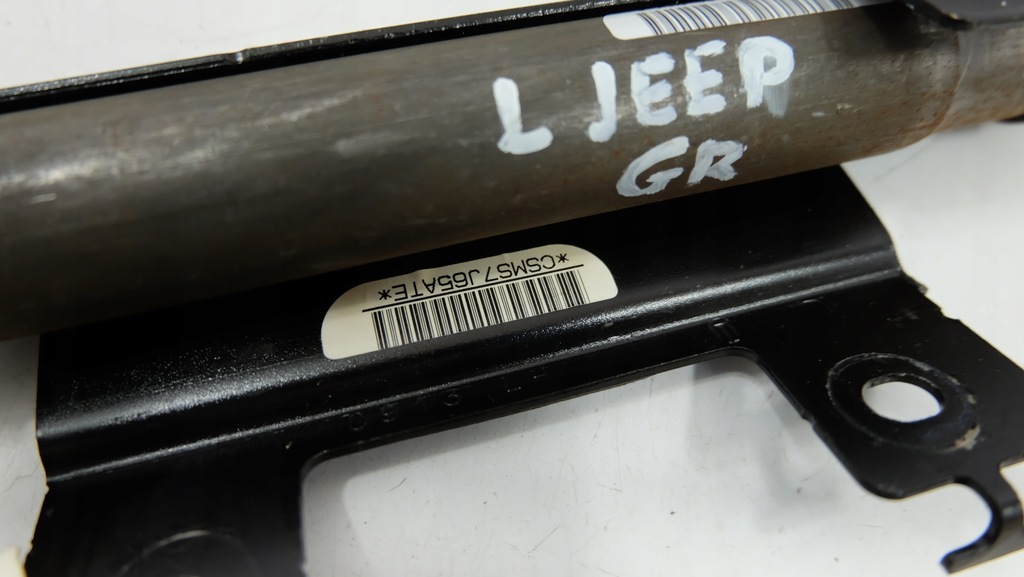 L JEEP
GR
*CSMS7J65ATE*